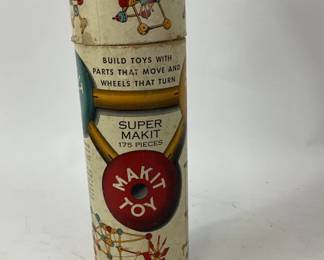 BUILD TOYS WITH
PARTS THAT MOVE AND
WHEELS THAT TURN
SUPER
MAKIT
175 PIECES
MAKIT
TOY